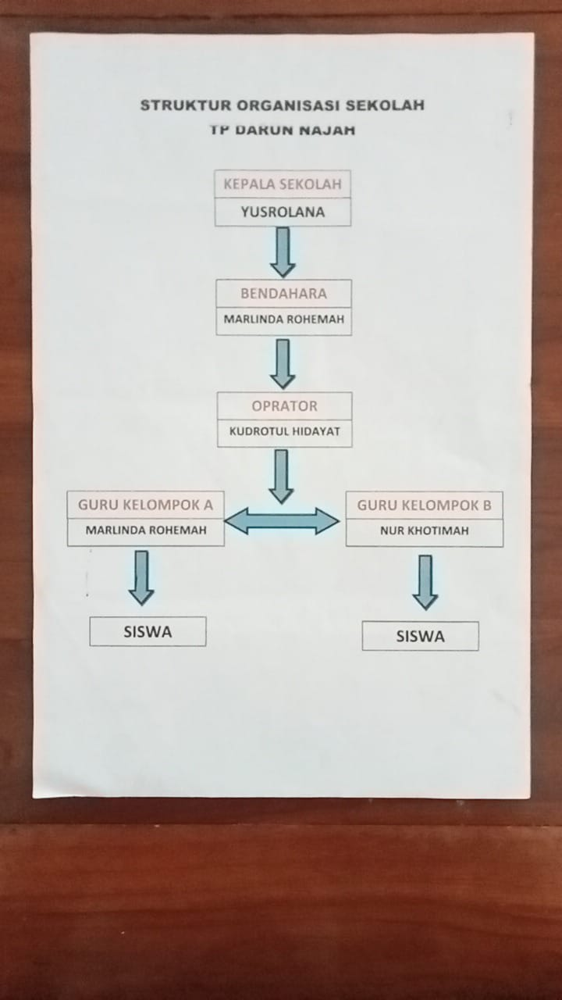 STRUKTUR ORGANISASI SEKOLAH
TP DARUN NAJAH
KEPALA SEKOLAH
YUSROLANA
BENDAHARA
MARLINDA ROHEMAH
OPRATOR
KUDROTUL HIDAYAT
GURU KELOMPOK A
MARLINDA ROHEMAH
GURU KELOMPOK B
NUR KHOTIMAH
SISWA
SISWA